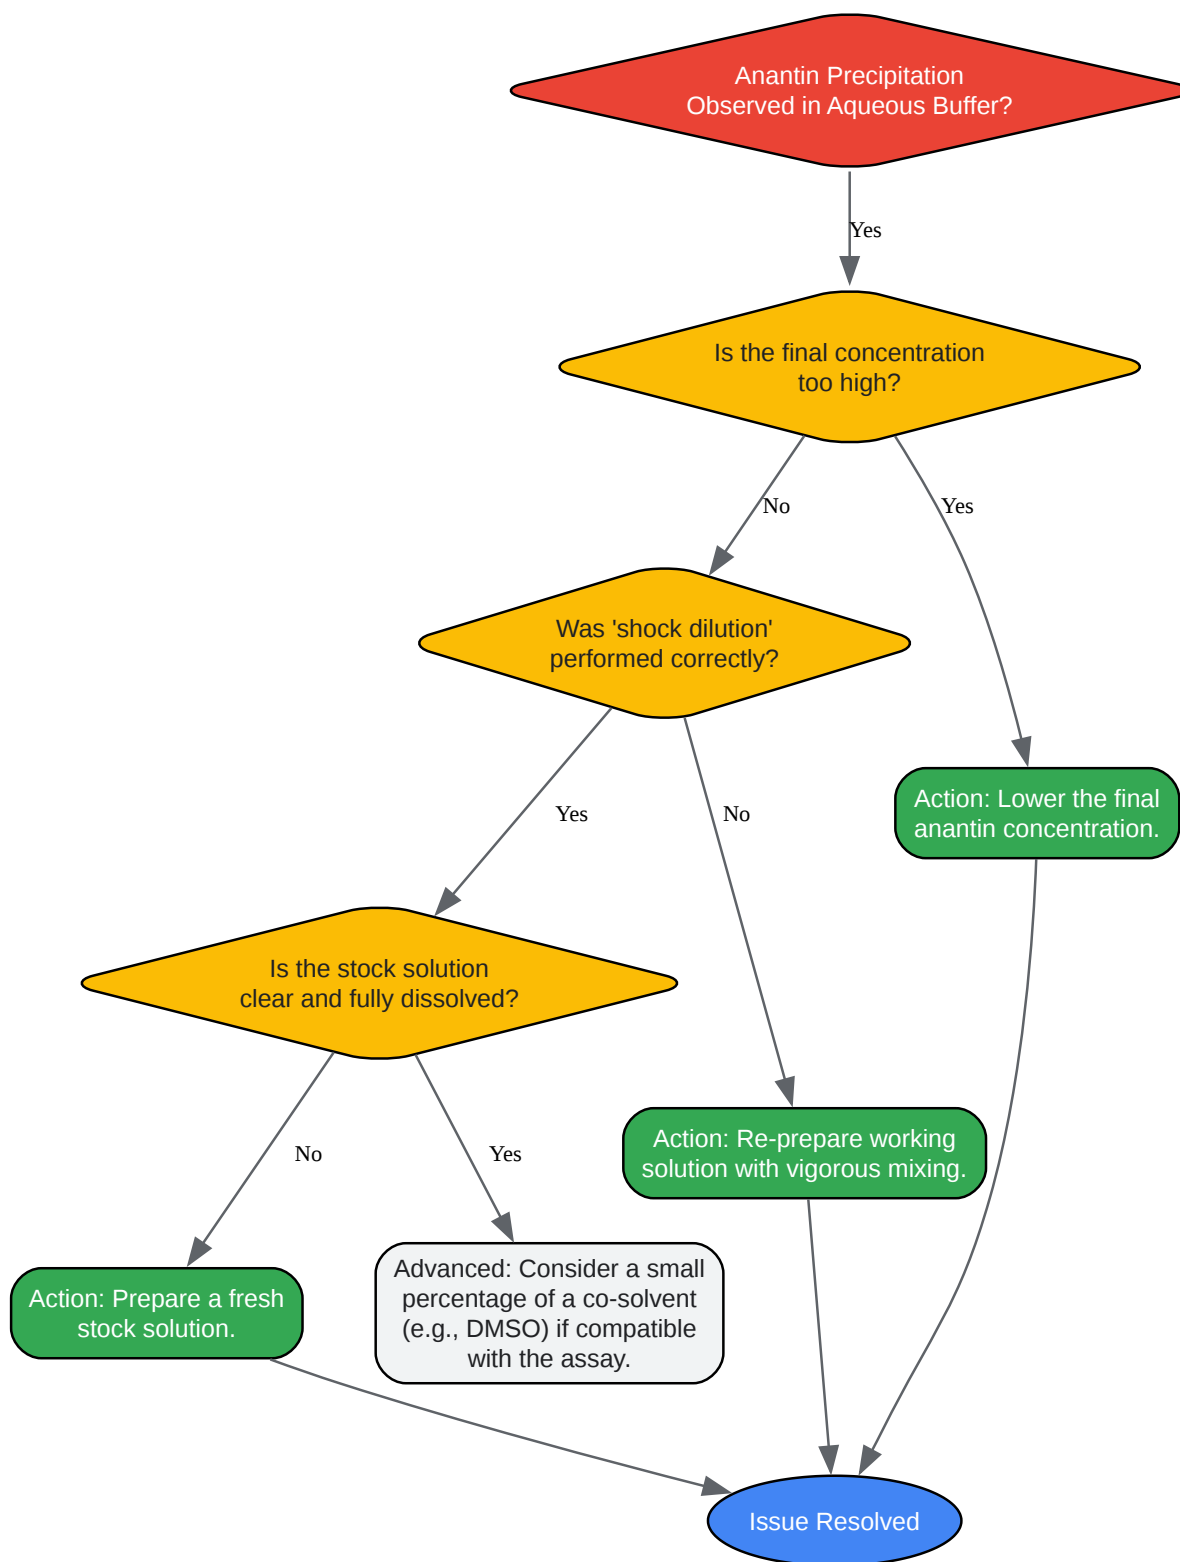 Anantin Precipitation
Observed in Aqueous Buffer?
Yes
Is the final concentration
too high?
No
Yes
Was 'shock dilution'
performed correctly?
Action: Lower the final
anantin concentration.
Yes
No
Is the stock solution
clear and fully dissolved?
No
Yes
Action: Re-prepare working
solution with vigorous mixing.
Action: Prepare a fresh
stock solution.
Advanced: Consider a small
percentage of a co-solvent
(e.g., DMSO) if compatible
with the assay.
Issue Resolved